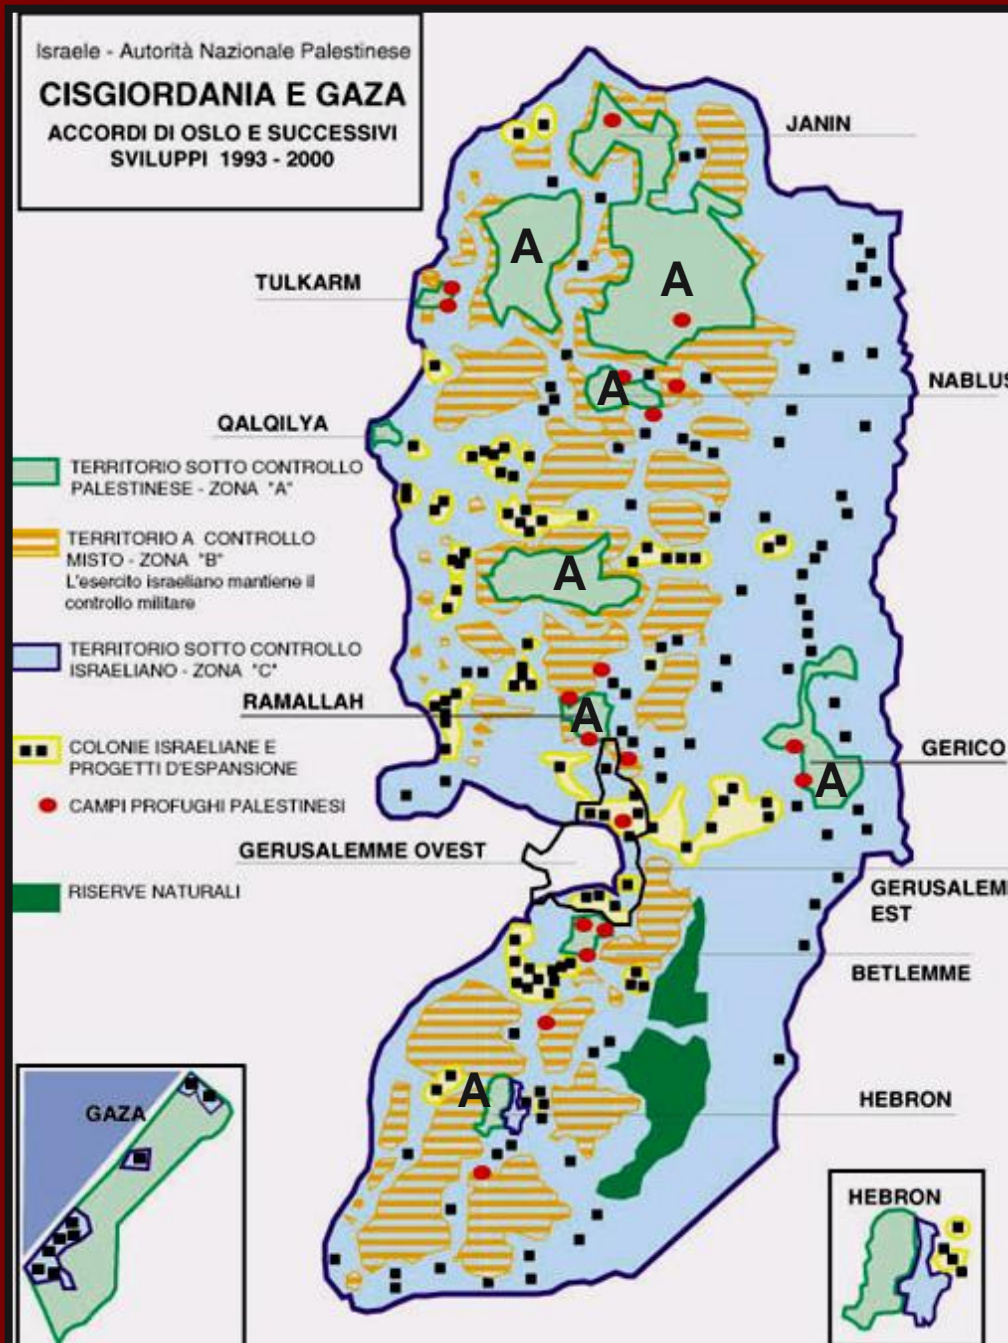 Israele - Autorità Nazionale Palestinese
CISGIORDANIA E GAZA
ACCORDI DI OSLO E SUCCESSIVI
SVILUPPI 1993 - 2000
JANIN
A
A
TULKARM
A
NABLUS
QALQILYA
TERRITORIO SOTTO CONTROLLO
PALESTINESE - ZONA "A"
TERRITORIO A CONTROLLO
MISTO - ZONA "B"
L'esercito israeliano mantiene il
controllo militare
A
TERRITORIO SOTTO CONTROLLO
ISRAELIANO - ZONA "C"
RAMALLAH
A
COLONIE ISRAELIANE E
PROGETTI D'ESPANSIONE
GERICO
A
CAMPI PROFUGHI PALESTINESI
GERUSALEMME OVEST
RISERVE NATURALI
GERUSALEM
EST
BETLEMME
A
HEBRON
GAZA
HEBRON